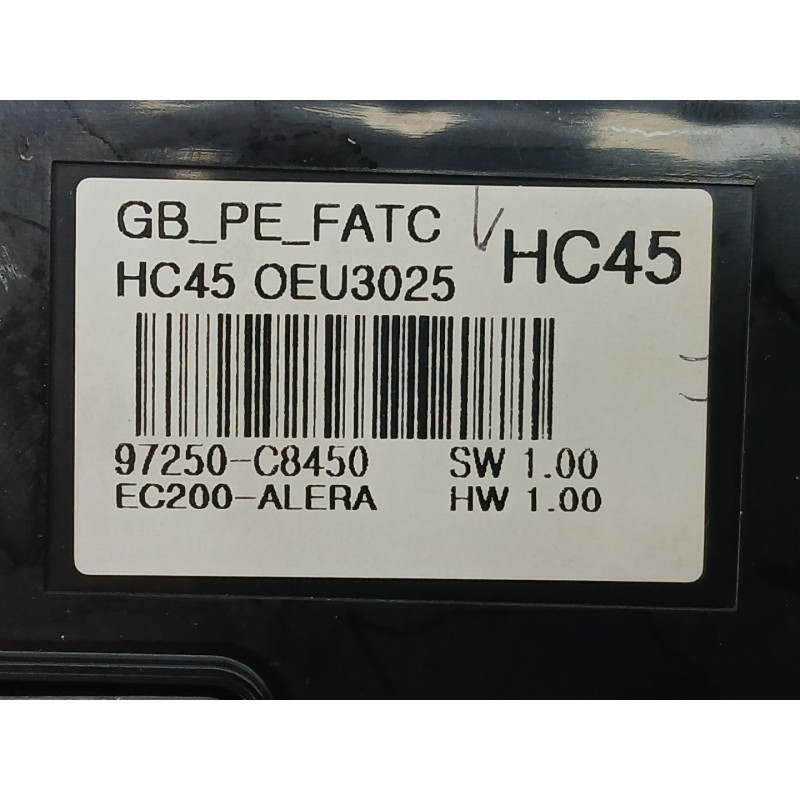 GB_PE_FATC
HC45
HC45 OEU3025
97250-C8450 SW 1.00
EC200-ALERA HW 1.00